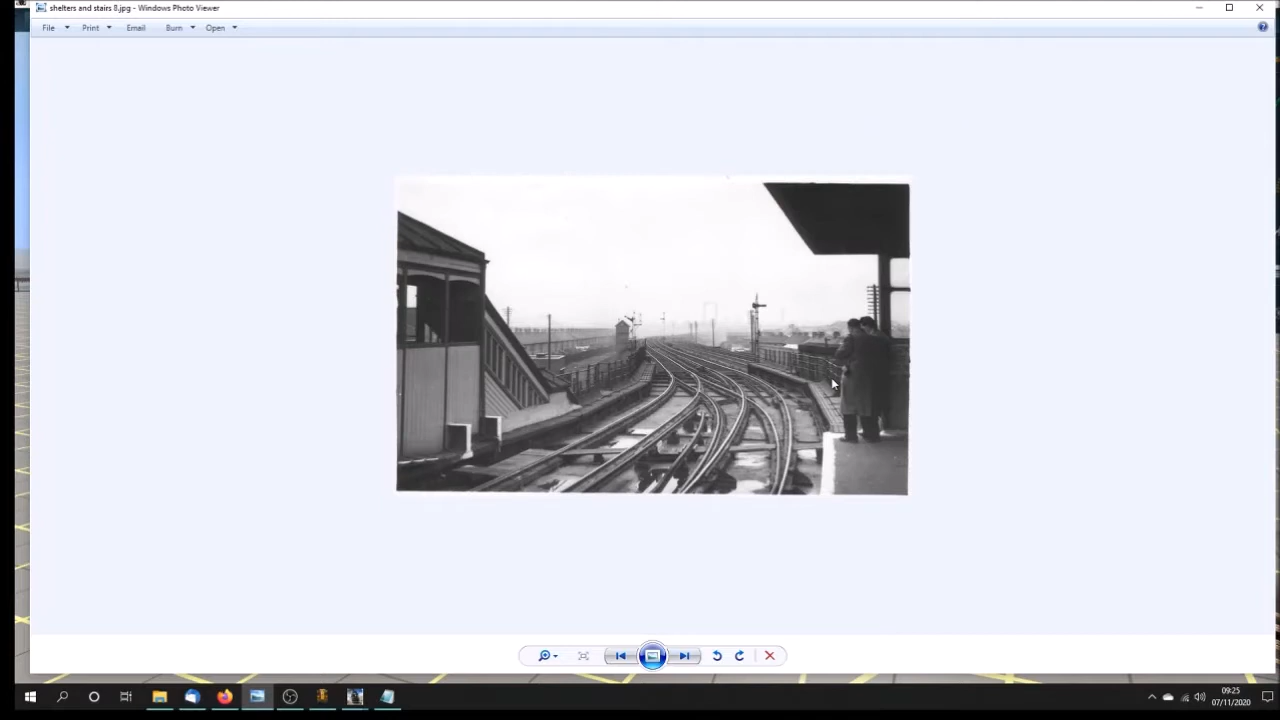 shelters and stairs 8.jpg - Windows Photo Viewer
File Print Email Burn Open
09:25
07/11/2020